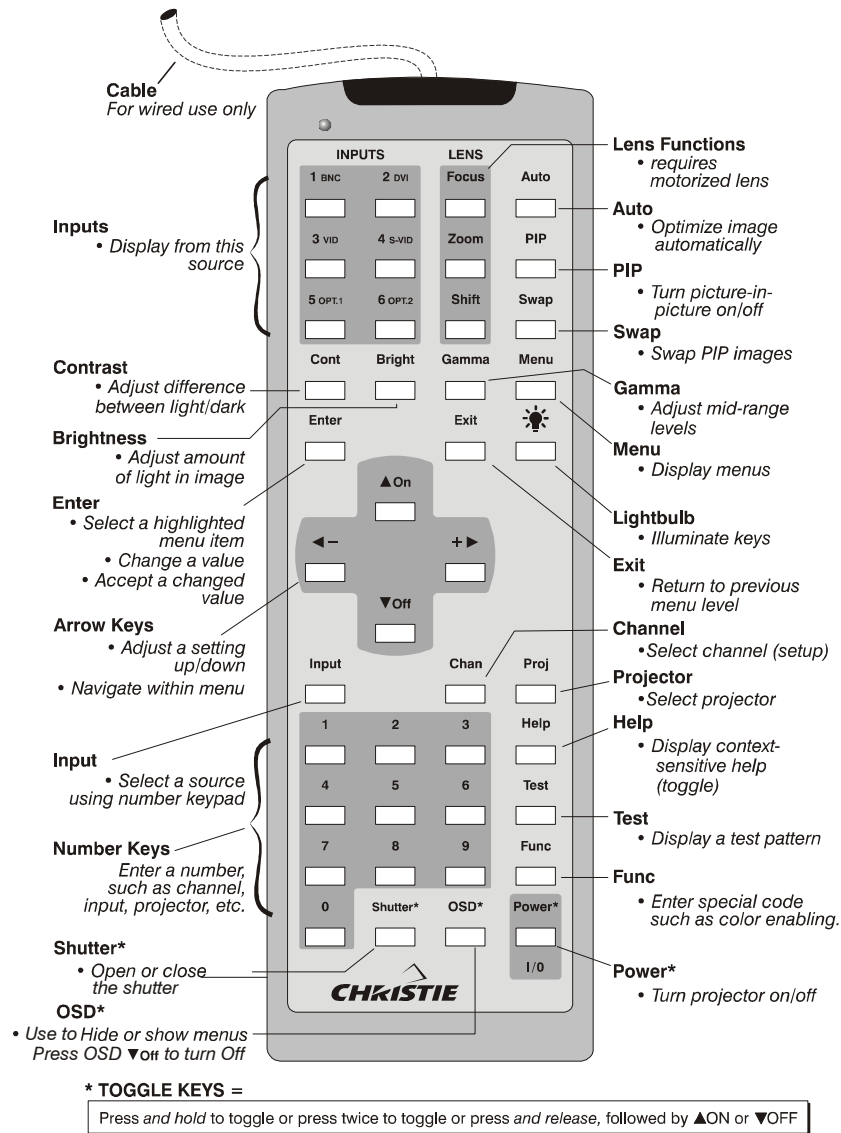 Cable
For wired use only
INPUTS
LENS
1 BNC
2 DVI
Focus
Auto
3 VID
4 S-VID
Zoom
PIP
5 OPT.1
6 OPT.2
Shift
Swap
Cont
Bright
Gamma
Menu
Enter
Exit
▲On
◄−
+►
▼Off
Input
Chan
Proj
1
2
3
Help
4
5
6
Test
7
8
9
Func
0
Shutter*
OSD*
Power*
I/0
CHRISTIE
Inputs
• Display from this
source
Contrast
• Adjust difference
between light/dark
Brightness
• Adjust amount
of light in image
Enter
• Select a highlighted
menu item
• Change a value
• Accept a changed
value
Arrow Keys
• Adjust a setting
up/down
• Navigate within menu
Input
• Select a source
using number keypad
Number Keys
Enter a number,
such as channel,
input, projector, etc.
Shutter*
• Open or close
the shutter
OSD*
• Use to Hide or show menus
Press OSD ▼Off to turn Off
Lens Functions
• requires
motorized lens
Auto
• Optimize image
automatically
PIP
• Turn picture-in-
picture on/off
Swap
• Swap PIP images
Gamma
• Adjust mid-range
levels
Menu
• Display menus
Lightbulb
• Illuminate keys
Exit
• Return to previous
menu level
Channel
•Select channel (setup)
Projector
•Select projector
Help
• Display context-
sensitive help
(toggle)
Test
• Display a test pattern
Func
• Enter special code
such as color enabling.
Power*
• Turn projector on/off
* TOGGLE KEYS =
Press and hold to toggle or press twice to toggle or press and release, followed by ▲ON or ▼OFF